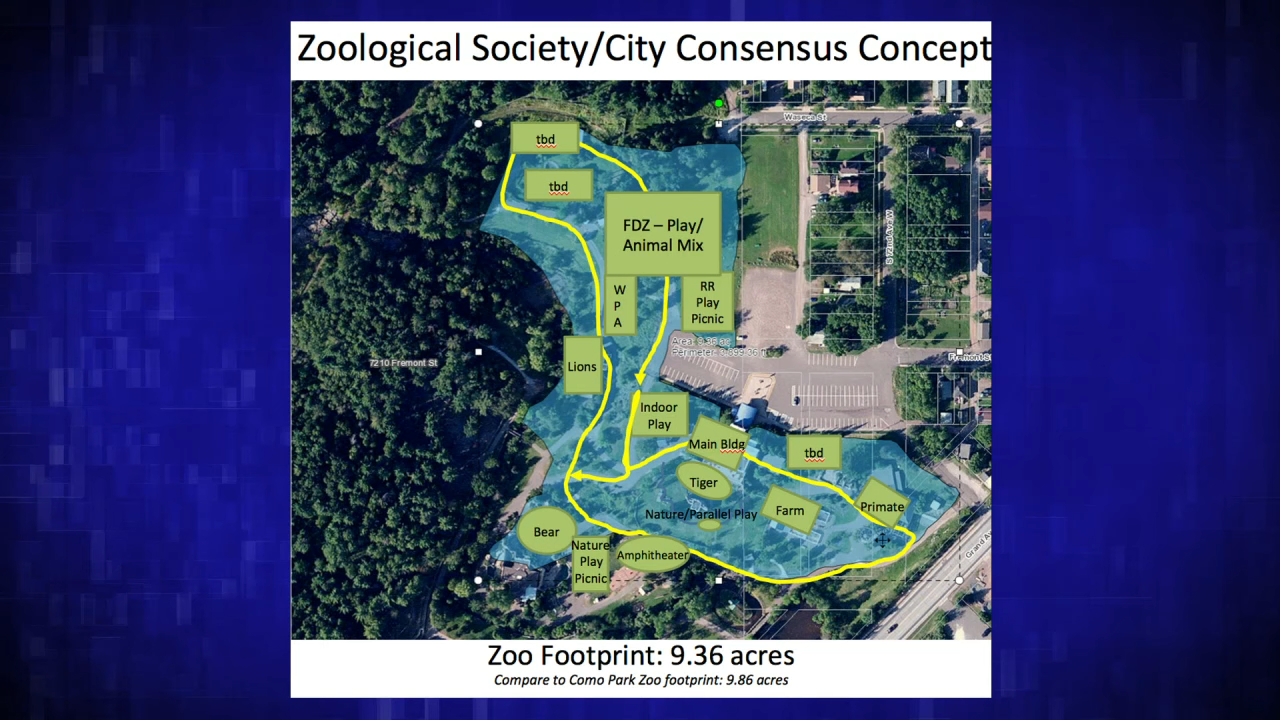 Zoological Society/City Consensus Concept
Waseca St
tbd
tbd
FDZ – Play/
Animal Mix
W
P
A
RR
Play
Picnic
7210 Fremont St
Fremont S
Lions
Indoor
Play
Main Bldg
tbd
Tiger
Primate
Farm
Nature/Parallel Play
Bear
Nature
Play
Picnic
Amphitheater
Grand Av
Zoo Footprint: 9.36 acres
Compare to Como Park Zoo footprint: 9.86 acres